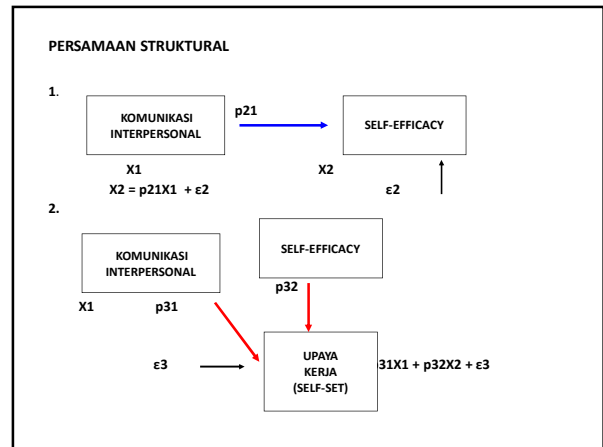 PERSAMAAN STRUKTURAL
1.
p21
KOMUNIKASI
INTERPERSONAL
SELF-EFFICACY
X1
X2
X2 = p21X1 + ε2
ε2
2.
KOMUNIKASI
INTERPERSONAL
SELF-EFFICACY
X1
p31
p32
ε3
UPAYA
KERJA
(SELF-SET)
31X1 + p32X2 + ε3